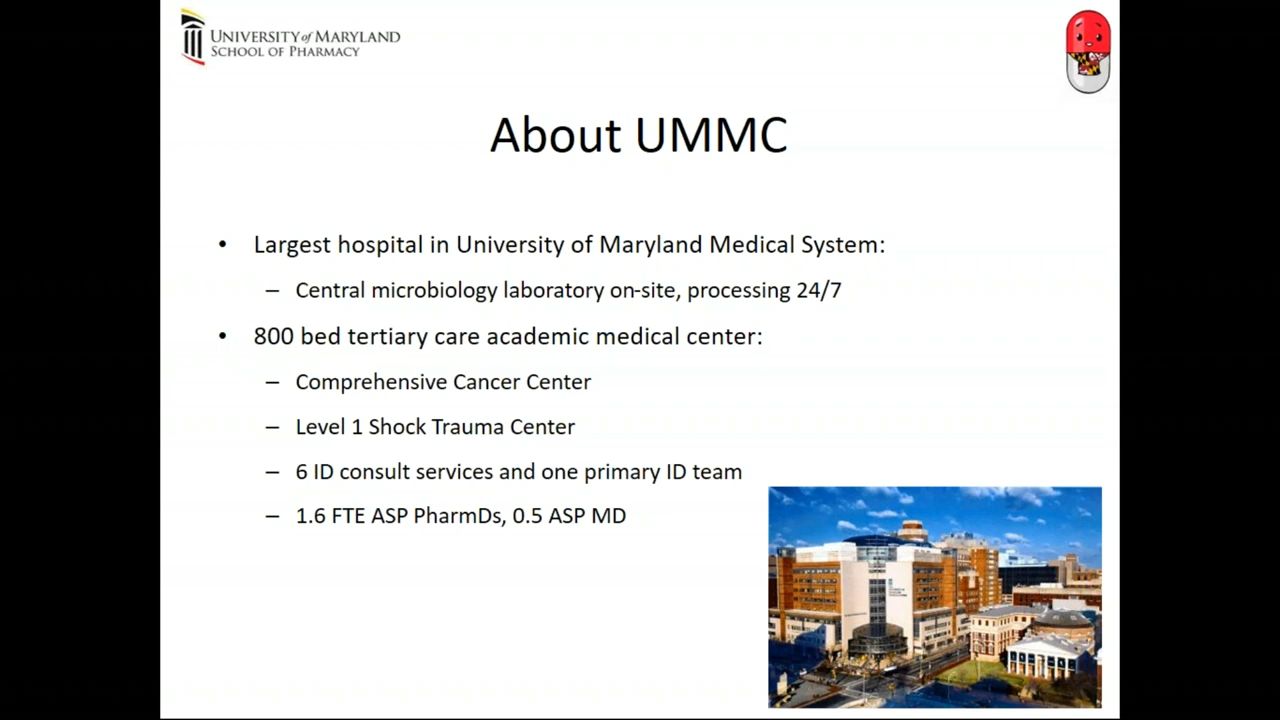 UNIVERSITY of MARYLAND
SCHOOL OF PHARMACY
About UMMC
• Largest hospital in University of Maryland Medical System:
– Central microbiology laboratory on-site, processing 24/7
• 800 bed tertiary care academic medical center:
– Comprehensive Cancer Center
– Level 1 Shock Trauma Center
– 6 ID consult services and one primary ID team
– 1.6 FTE ASP PharmDs, 0.5 ASP MD